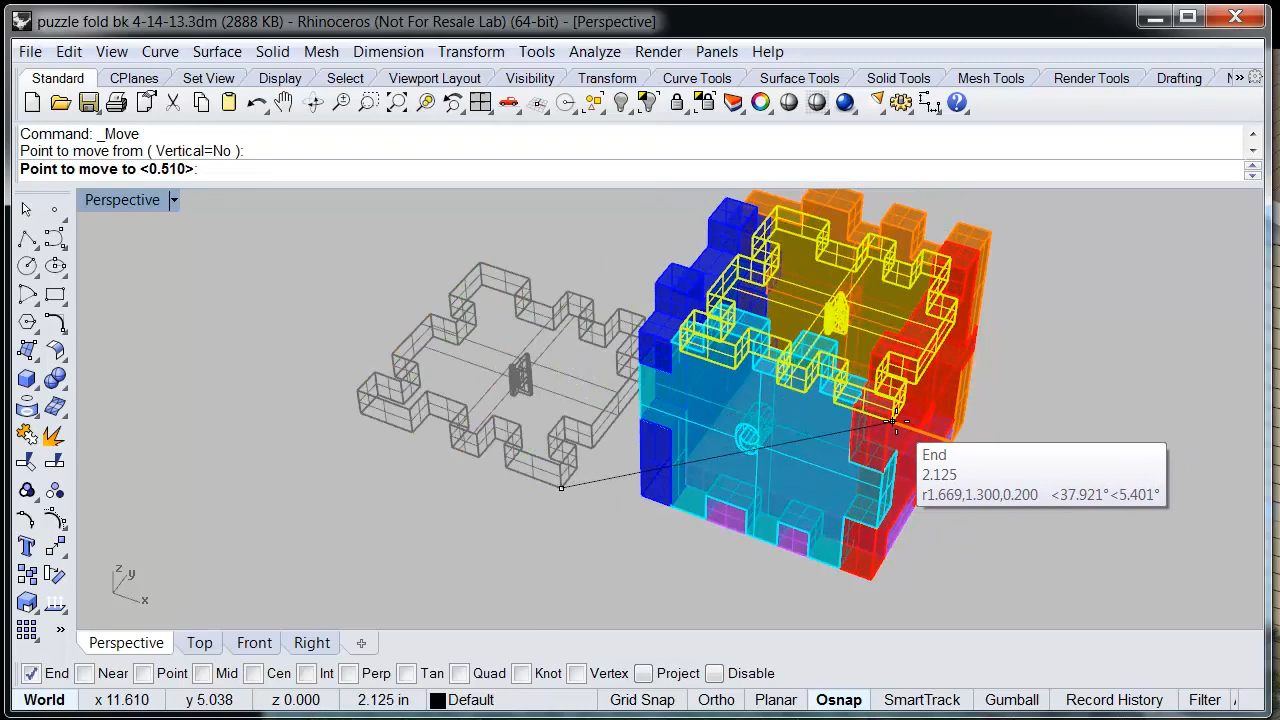 puzzle fold bk 4-14-13.3dm (2888 KB) - Rhinoceros (Not For Resale Lab) (64-bit) - [Perspective]
File Edit View Curve Surface Solid Mesh Dimension Transform Tools Analyze Render Panels Help
Standard CPlanes Set View Display Select Viewport Layout Visibility Transform Curve Tools Surface Tools Solid Tools Mesh Tools Render Tools Drafting
Command: _Move
Point to move from ( Vertical=No ):
Point to move to <0.510>:
Perspective
End
2.125
r1.669,1.300,0.200 <37.921°<5.401°
z
y
x
Perspective Top Front Right
End Near Point Mid Cen Int Perp Tan Quad Knot Vertex Project Disable
World x 11.610 y 5.038 z 0.000 2.125 in Default Grid Snap Ortho Planar Osnap SmartTrack Gumball Record History Filter